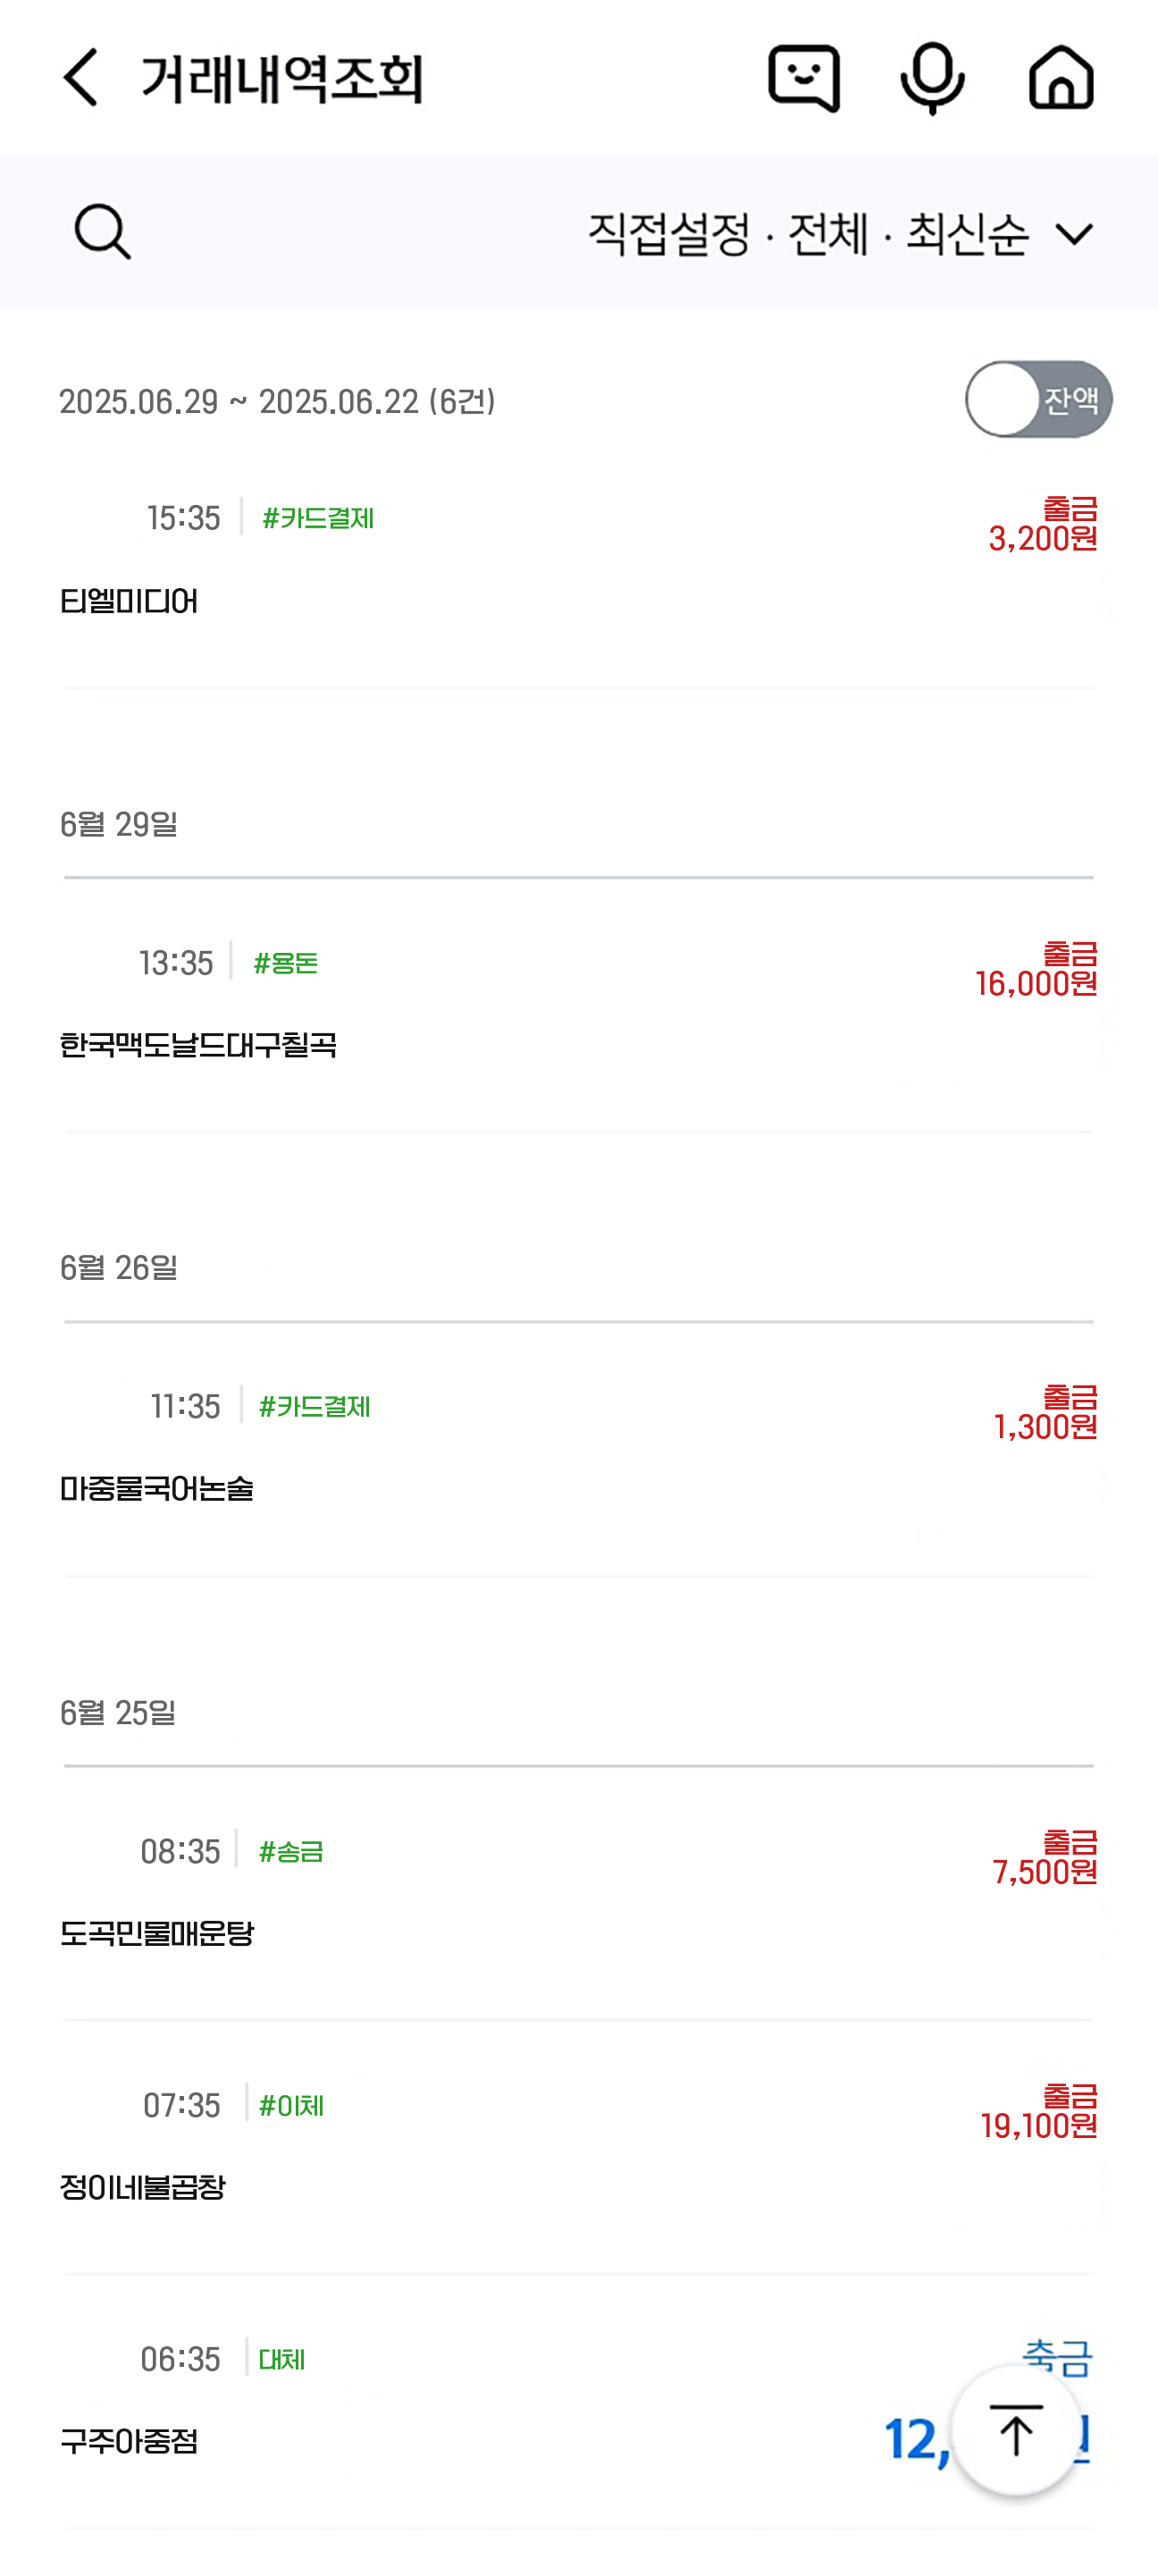 거래내역조회
직접설정 · 전체 · 최신순
2025.06.29 ~ 2025.06.22 (6건)
잔액
15:35 #카드결제
출금
3,200원
티엘미디어
6월 29일
13:35 #용돈
출금
16,000원
한국맥도날드대구칠곡
6월 26일
11:35 #카드결제
출금
1,300원
마중물국어논술
6월 25일
08:35 #송금
출금
7,500원
도곡민물매운탕
07:35 #이체
출금
19,100원
정이네불곱창
06:35 대체
구주아중점
12,